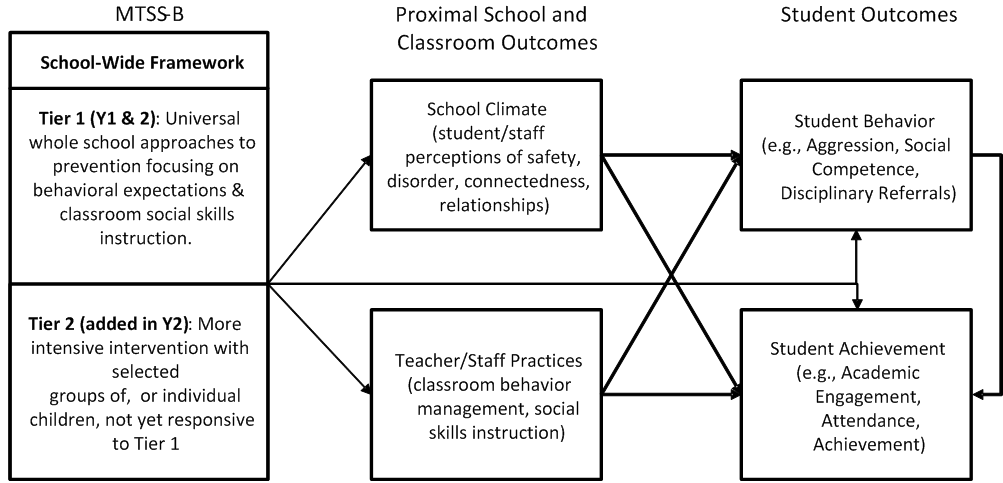 MTSS-B
School-Wide Framework
Tier 1 (Y1 & 2): Universal
whole school approaches to
prevention focusing on
behavioral expectations &
classroom social skills
instruction.
Tier 2 (added in Y2): More
intensive intervention with
selected
groups of, or individual
children, not yet responsive
to Tier 1
Proximal School and
Classroom Outcomes
School Climate
(student/staff
perceptions of safety,
disorder, connectedness,
relationships)
Teacher/Staff Practices
(classroom behavior
management, social
skills instruction)
Student Outcomes
Student Behavior
(e.g., Aggression, Social
Competence,
Disciplinary Referrals)
Student Achievement
(e.g., Academic
Engagement,
Attendance,
Achievement)